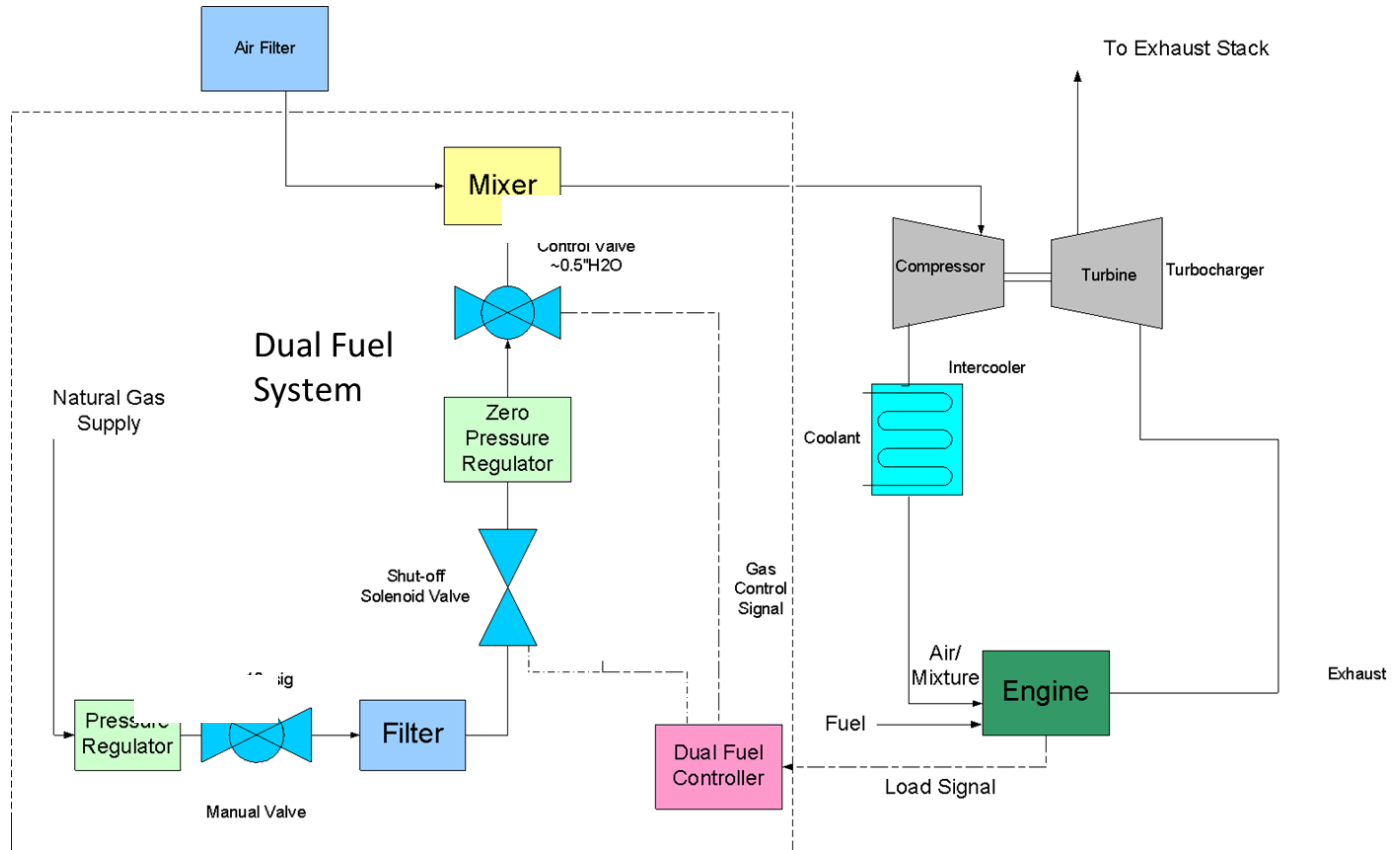 Air Filter
To Exhaust Stack
Mixer
Control Valve
~0.5"H2O
Compressor
Turbine
Turbocharger
Dual Fuel
System
Intercooler
Natural Gas
Supply
Zero
Pressure
Regulator
Coolant
Shut-off
Solenoid Valve
Gas
Control
Signal
Air/
Mixture
Engine
Exhaust
Pressure
Regulator
Filter
Fuel
Dual Fuel
Controller
Load Signal
Manual Valve